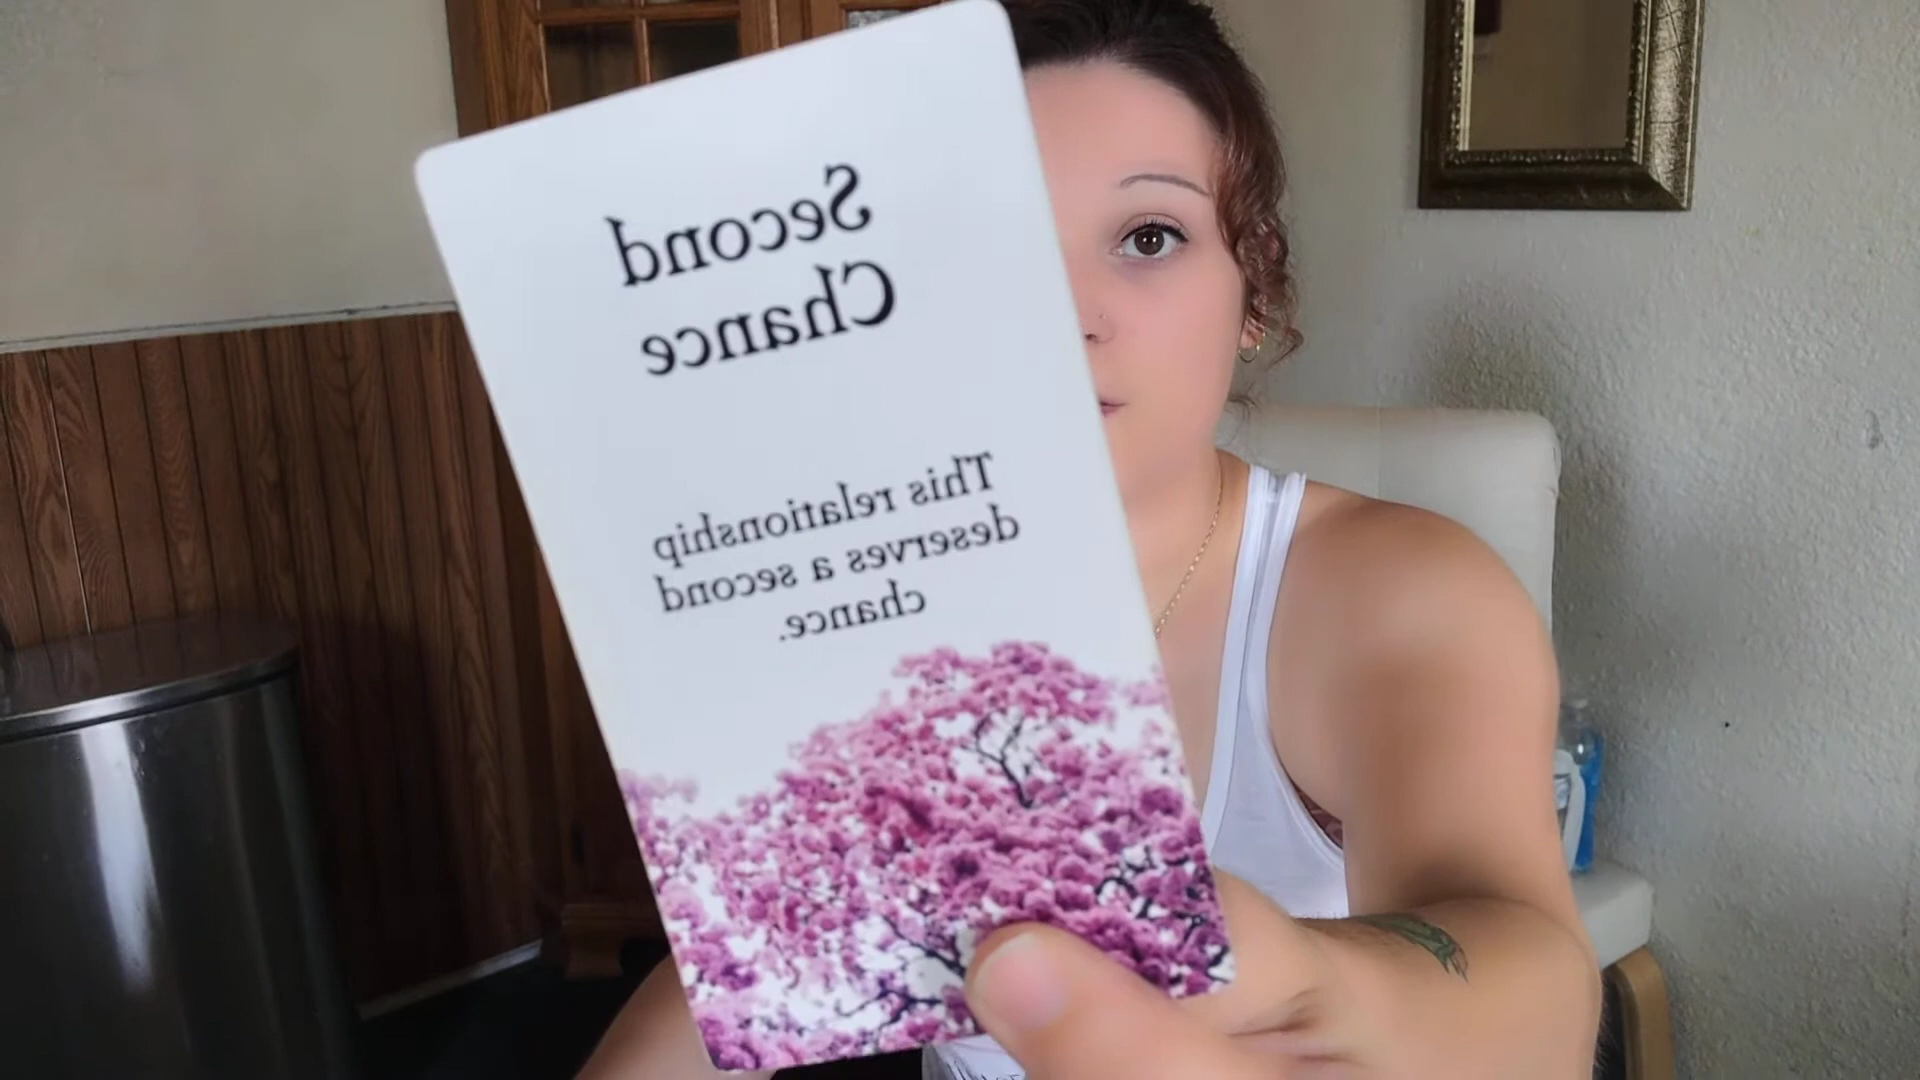 Second
Chance
This relationship
deserves a second
chance.